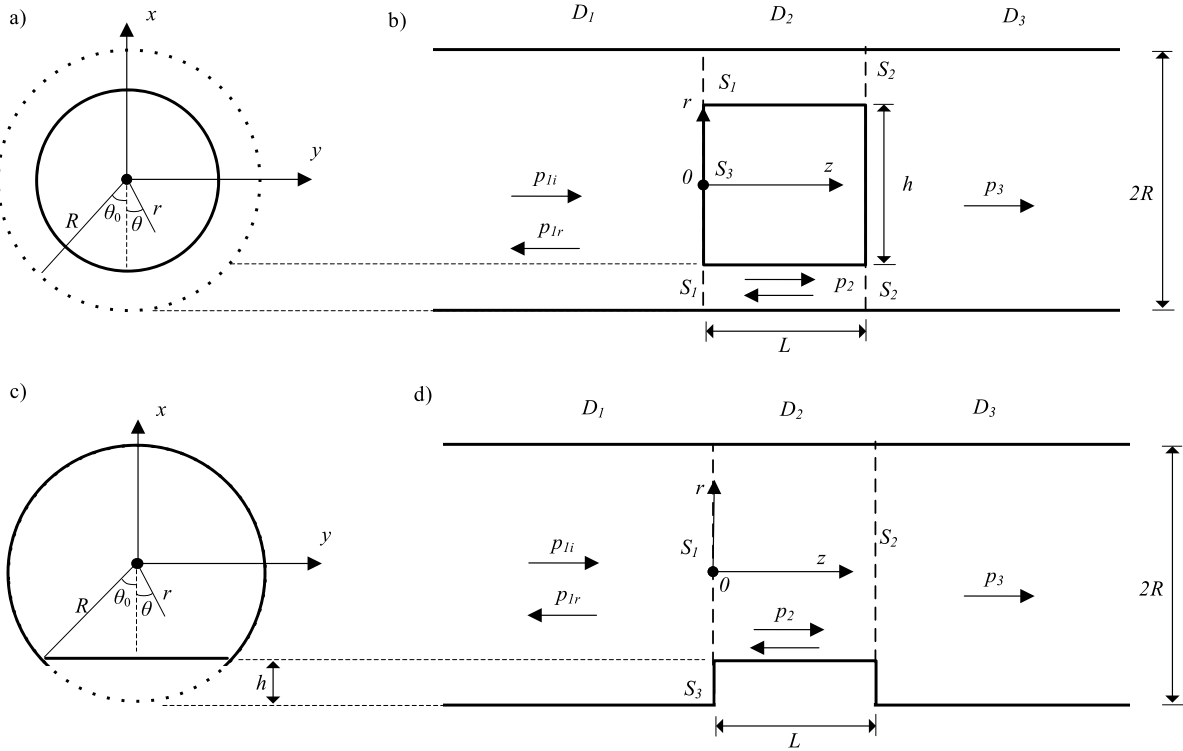 a)
x
y
R
θ0
θ
r
b)
D1
D2
D3
S1
S2
r
0
S3
z
h
2R
p1i
p1r
p3
S1
p2
S2
L
c)
x
y
R
θ0
θ
r
h
d)
D1
D2
D3
r
S1
S2
0
z
2R
p1i
p1r
p2
p3
S3
L